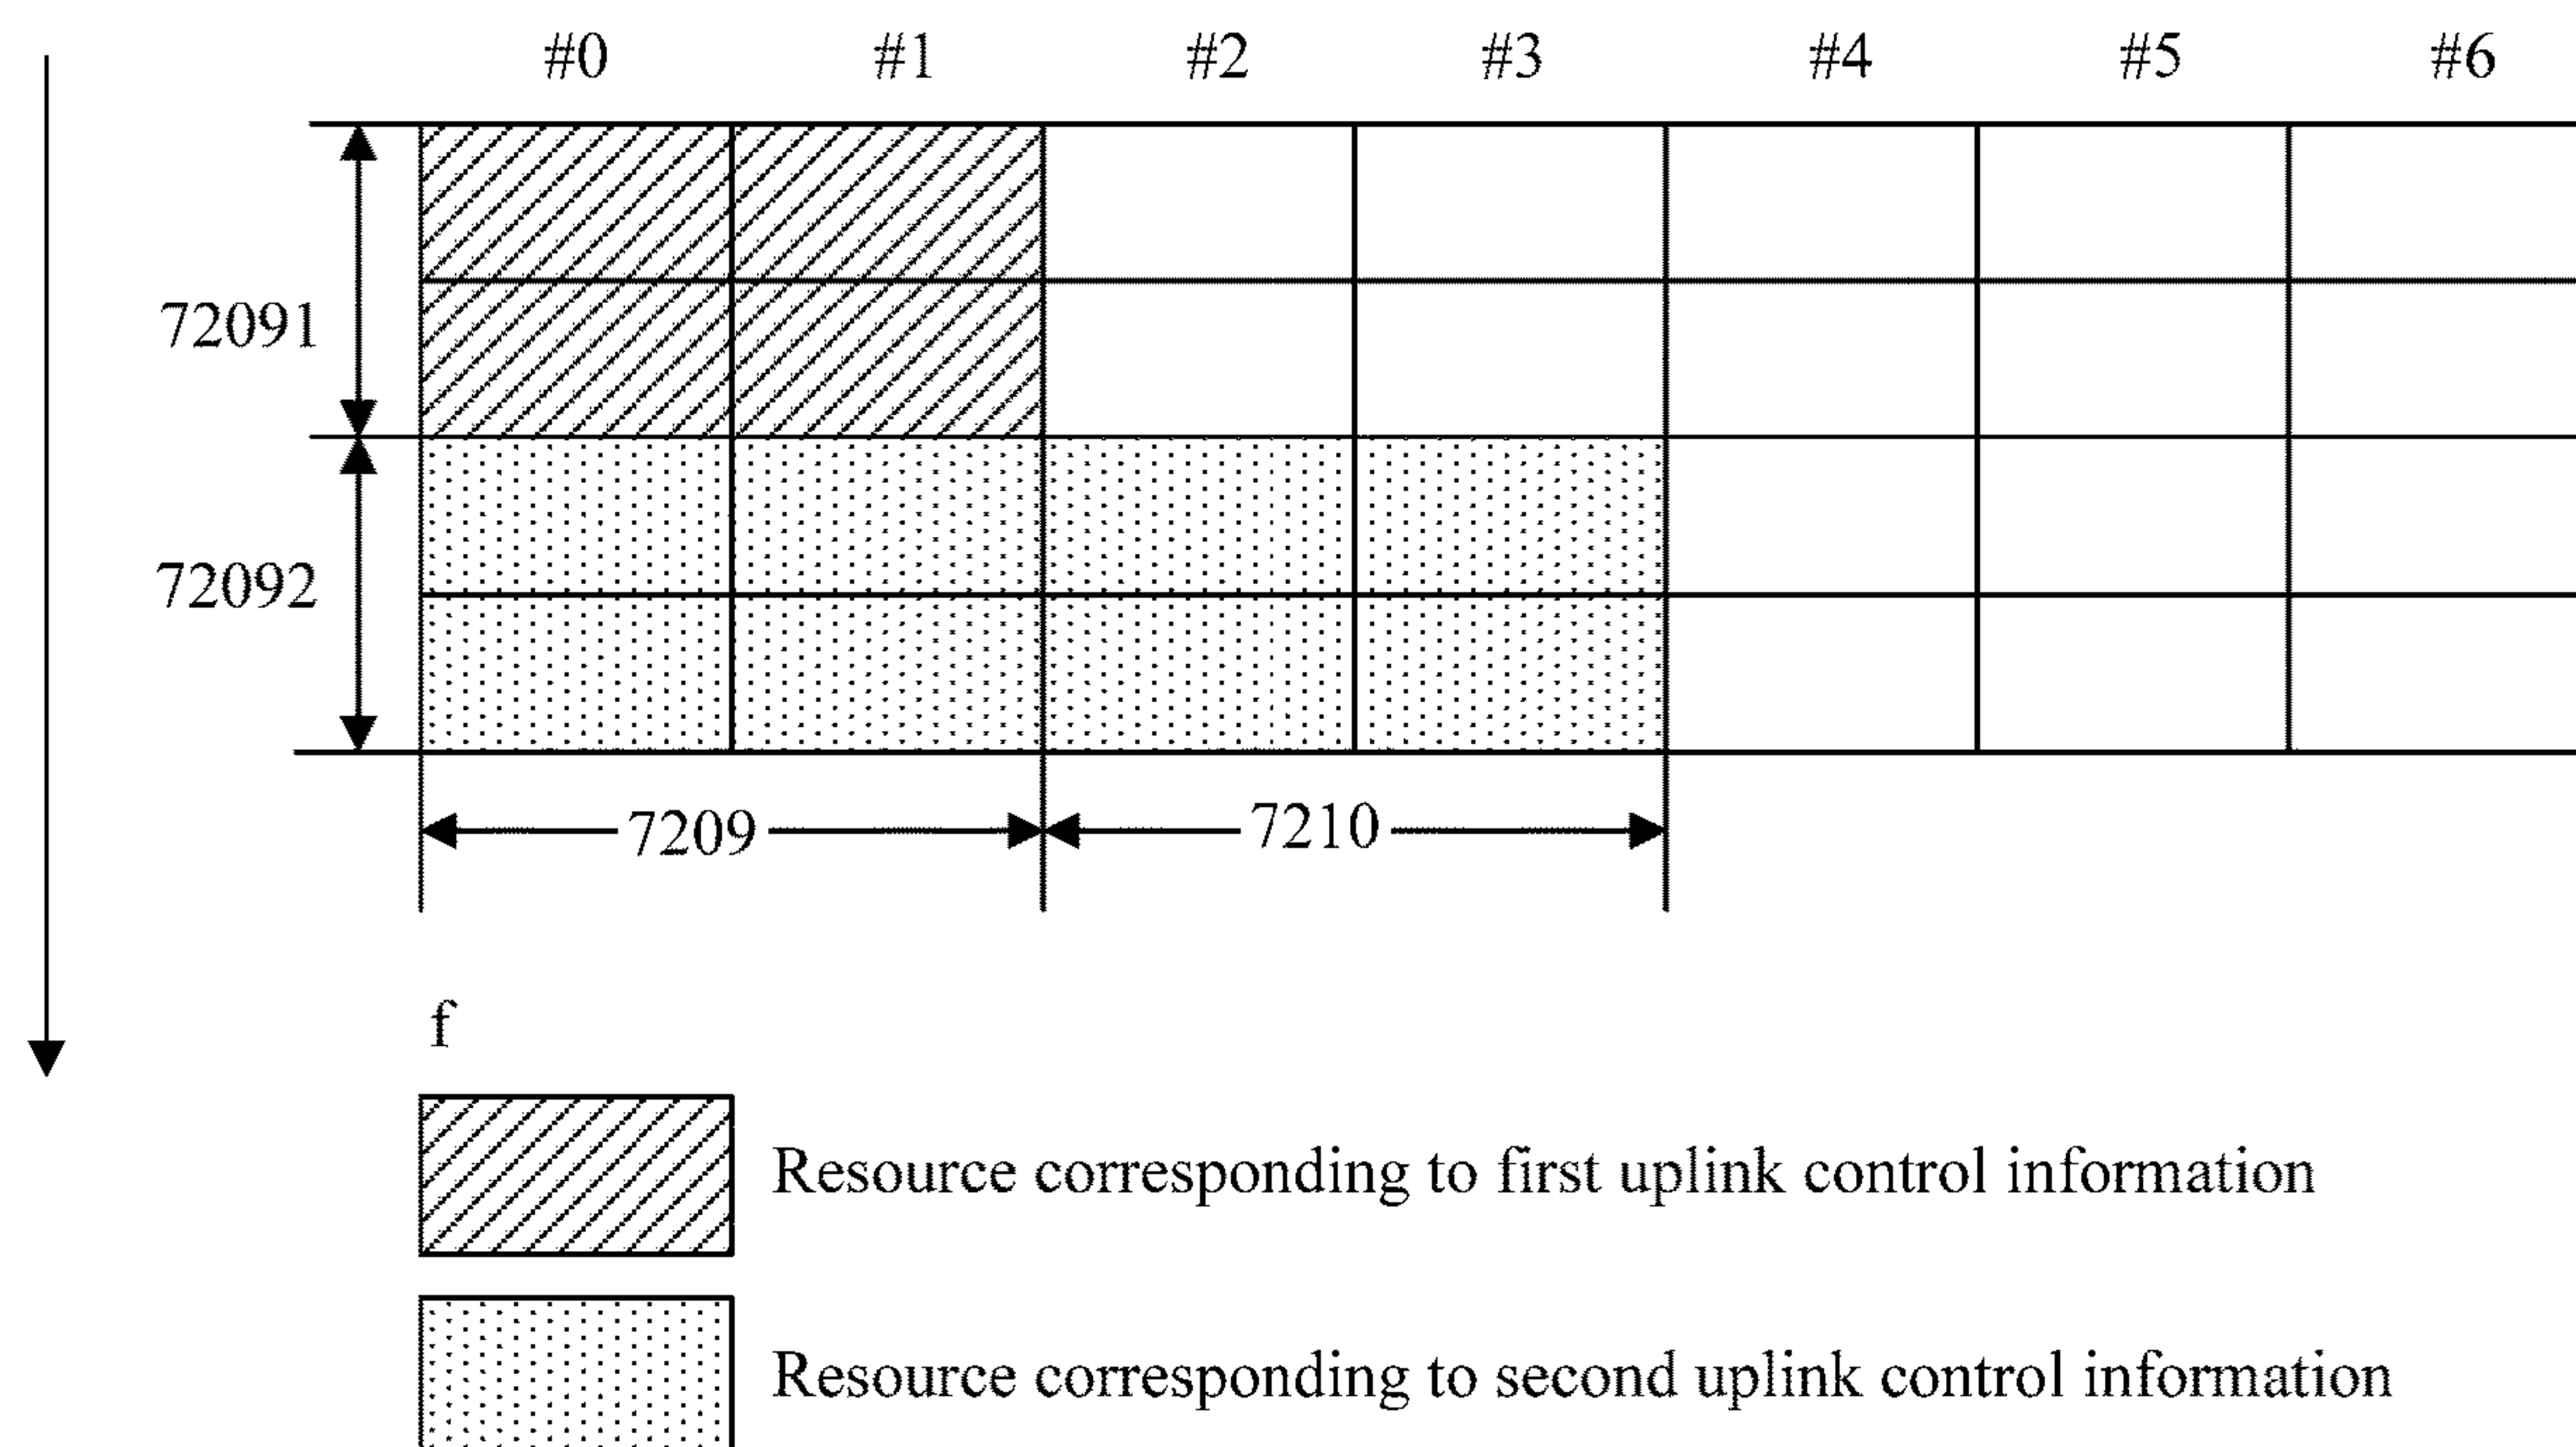 #0 #1 #2 #3 #4 #5 #6
72091
72092
7209 7210
f
Resource corresponding to first uplink control information
Resource corresponding to second uplink control information